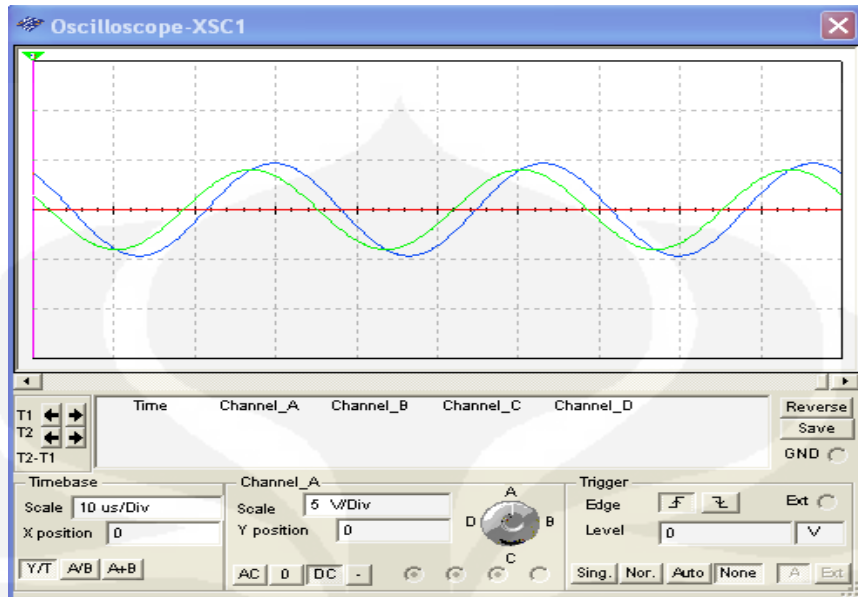 Oscilloscope-XSC1
Time Channel_A Channel_B Channel_C Channel_D
T1
T2
T2-T1
Reverse
Save
GND
Timebase
Scale 10 us/Div
X position 0
Y/T A/B A+B
Channel_A
Scale 5 V/Div
Y position 0
AC 0 DC -
A
B
C
D
Trigger
Edge Ext
Level 0 V
Sing. Nor. Auto None A Ext